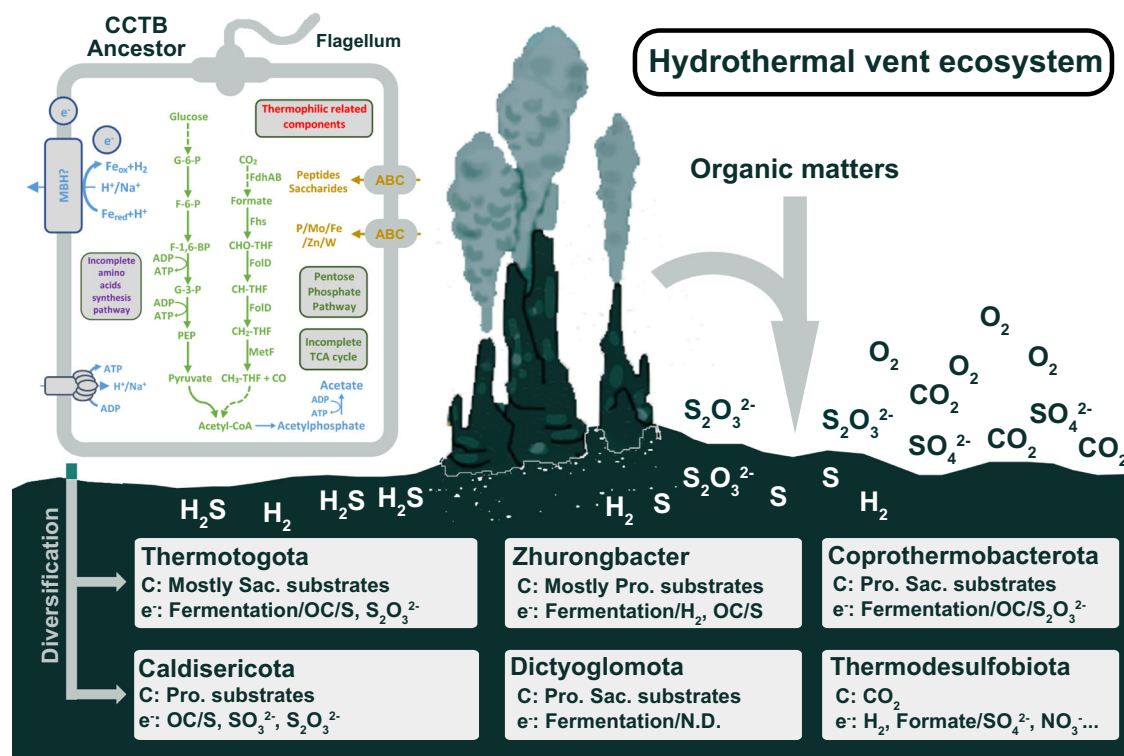 CCTB
Ancestor
Flagellum
Hydrothermal vent ecosystem
e⁻
e⁻
MBH?
Feₒₓ+H₂
H⁺/Na⁺
Fe_red+H⁺
Glucose
G-6-P
F-6-P
F-1,6-BP
ADP
ATP
G-3-P
ADP
ATP
PEP
Pyruvate
Acetyl-CoA
CO₂
FdhAB
Formate
Fhs
CHO-THF
FolD
CH-THF
FolD
CH₂-THF
MetF
CH₃-THF + CO
Thermophilic related
components
Peptides
Saccharides
ABC
P/Mo/Fe
/Zn/W
ABC
Incomplete
amino
acids
synthesis
pathway
Pentose
Phosphate
Pathway
Incomplete
TCA cycle
Acetate
ADP
ATP
Acetylphosphate
ATP
H⁺/Na⁺
ADP
Organic matters
O₂
O₂
O₂
O₂
CO₂
S₂O₃²⁻
S₂O₃²⁻
SO₄²⁻
SO₄²⁻
CO₂
CO₂
H₂S
H₂
H₂S
H₂S
H₂
S
S₂O₃²⁻
S
S
H₂
Diversification
Thermotogota
C: Mostly Sac. substrates
e⁻: Fermentation/OC/S, S₂O₃²⁻
Zhurongbacter
C: Mostly Pro. substrates
e⁻: Fermentation/H₂, OC/S
Coprothermobacterota
C: Pro. Sac. substrates
e⁻: Fermentation/OC/S₂O₃²⁻
Caldisericota
C: Pro. substrates
e⁻: OC/S, SO₃²⁻, S₂O₃²⁻
Dictyoglomota
C: Pro. Sac. substrates
e⁻: Fermentation/N.D.
Thermodesulfobiota
C: CO₂
e⁻: H₂, Formate/SO₄²⁻, NO₃⁻...